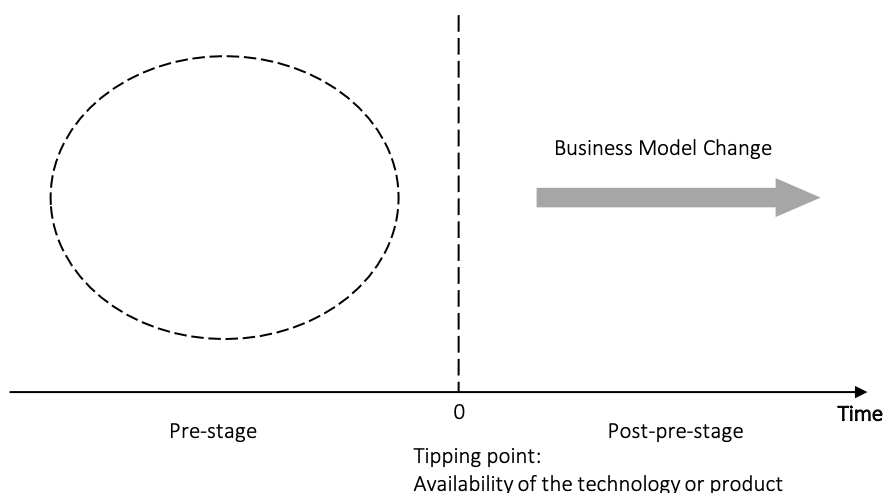 Business Model Change
0
Time
Pre-stage
Post-pre-stage
Tipping point:
Availability of the technology or product